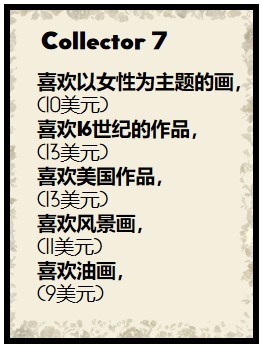 Collector 7
喜欢以女性为主题的画，
(10美元)
喜欢16世纪的作品，
(13美元)
喜欢美国作品，
(13美元)
喜欢风景画，
(11美元)
喜欢油画，
(9美元)